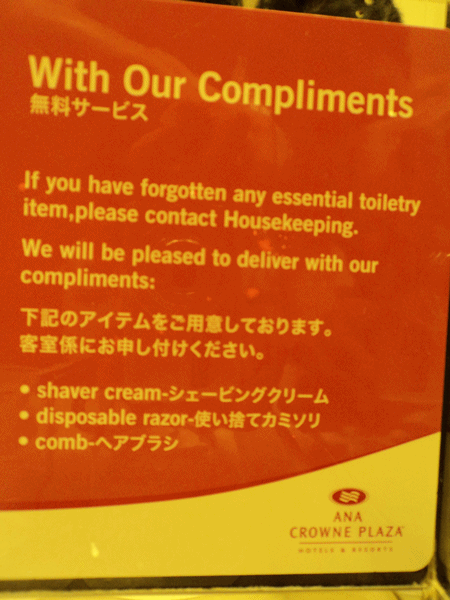 With Our Compliments
無料サービス
If you have forgotten any essential toiletry
item,please contact Housekeeping.
We will be pleased to deliver with our
compliments:
下記のアイテムをご用意しております。
客室係にお申し付けください。
• shaver cream-シェービングクリーム
• disposable razor-使い捨てカミソリ
• comb-ヘアブラシ
ANA
CROWNE PLAZA
HOTELS & RESORTS